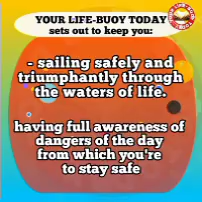 YOUR LIFE-BUOY TODAY
sets out to keep you:
- sailing safely and
triumphantly through
the waters of life.
having full awareness of
dangers of the day
from which you're
to stay safe